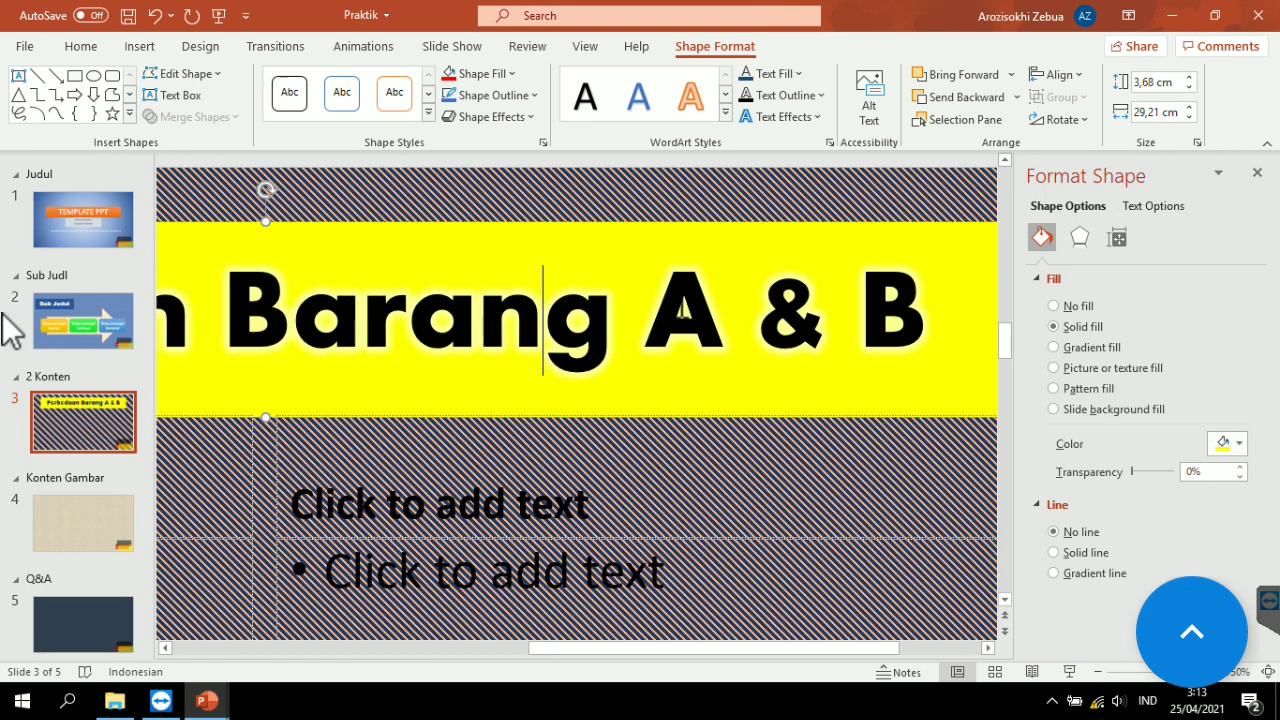 AutoSave Off
Praktik
Search
Arozisokhi Zebua AZ
File Home Insert Design Transitions Animations Slide Show Review View Help Shape Format Share Comments
Edit Shape
Text Box
Merge Shapes
Insert Shapes
Abc Abc Abc
Shape Fill
Shape Outline
Shape Effects
Shape Styles
A A A
Text Fill
Text Outline
Text Effects
WordArt Styles
Alt
Text
Accessibility
Bring Forward
Send Backward
Selection Pane
Align
Group
Rotate
Arrange
3,68 cm
29,21 cm
Size
Judul
1
TEMPLATE PPT
Sub Judl
2
Sub Judul
2 Konten
3
Perbedaan Barang A & B
Konten Gambar
4
Q&A
5
n Barang A & B
Click to add text
• Click to add text
Format Shape
Shape Options Text Options
Fill
No fill
Solid fill
Gradient fill
Picture or texture fill
Pattern fill
Slide background fill
Color
Transparency 0%
Line
No line
Solid line
Gradient line
Slide 3 of 5 Indonesian Notes
IND
3:13
25/04/2021
2